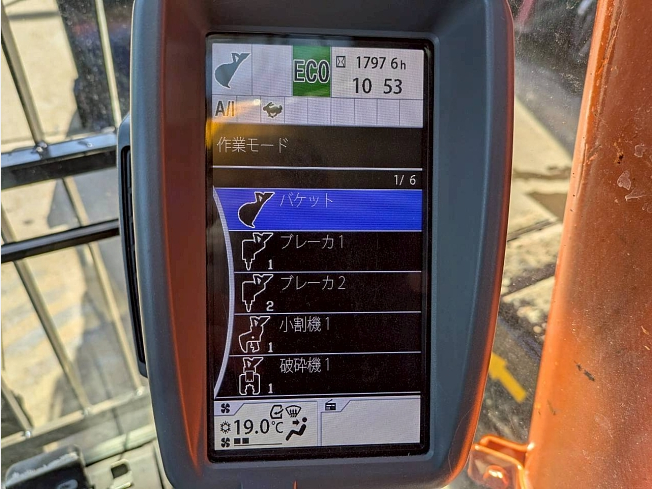 ECO
1797 6h
10 53
A/I
作業モード
1/6
バケット
ブレーカ1
1
ブレーカ2
2
小割機1
1
破砕機1
1
19.0℃